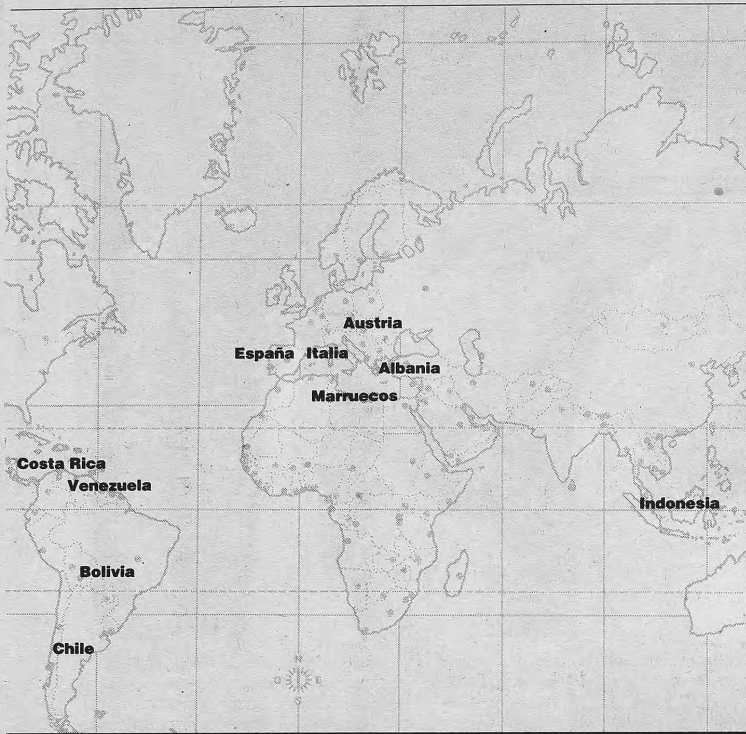 Austria
España
Italia
Albania
Marruecos
Costa Rica
Venezuela
Indonesia
Bolivia
Chile
N
O
E
S